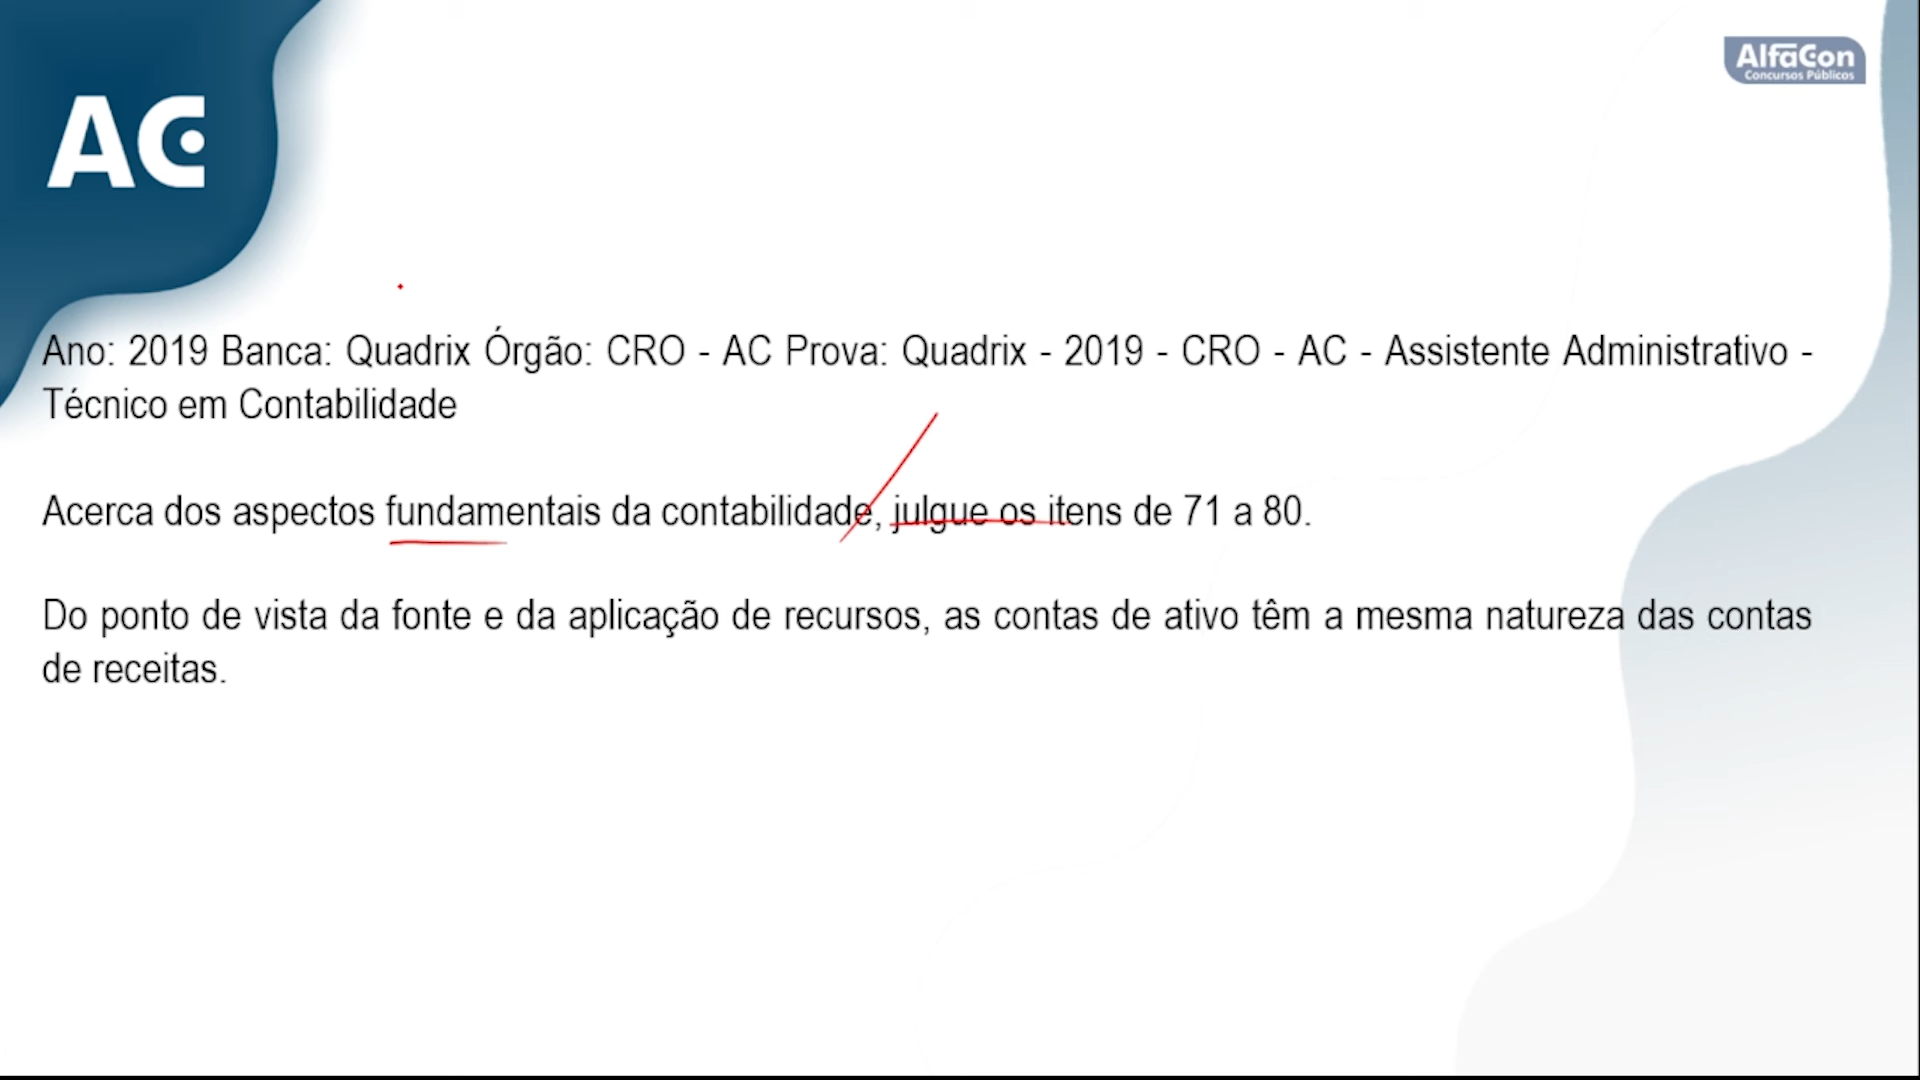 AlfaCon
Concursos Públicos
AC
Ano: 2019 Banca: Quadrix Órgão: CRO - AC Prova: Quadrix - 2019 - CRO - AC - Assistente Administrativo -
Técnico em Contabilidade
Acerca dos aspectos fundamentais da contabilidade, julgue os itens de 71 a 80.
Do ponto de vista da fonte e da aplicação de recursos, as contas de ativo têm a mesma natureza das contas
de receitas.